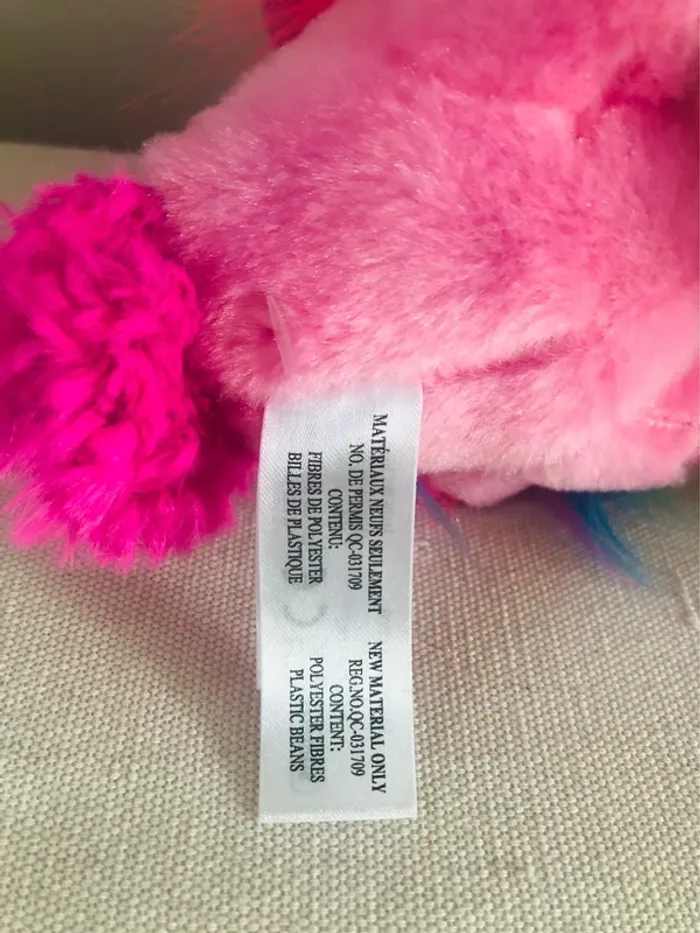 MATÉRIAUX NEUFS SEULEMENT
NO. DE PERMIS QC-031709
CONTENU:
FIBRES DE POLYESTER
BILLES DE PLASTIQUE
NEW MATERIAL ONLY
REG.NO.QC-031709
CONTENT:
POLYESTER FIBRES
PLASTIC BEANS